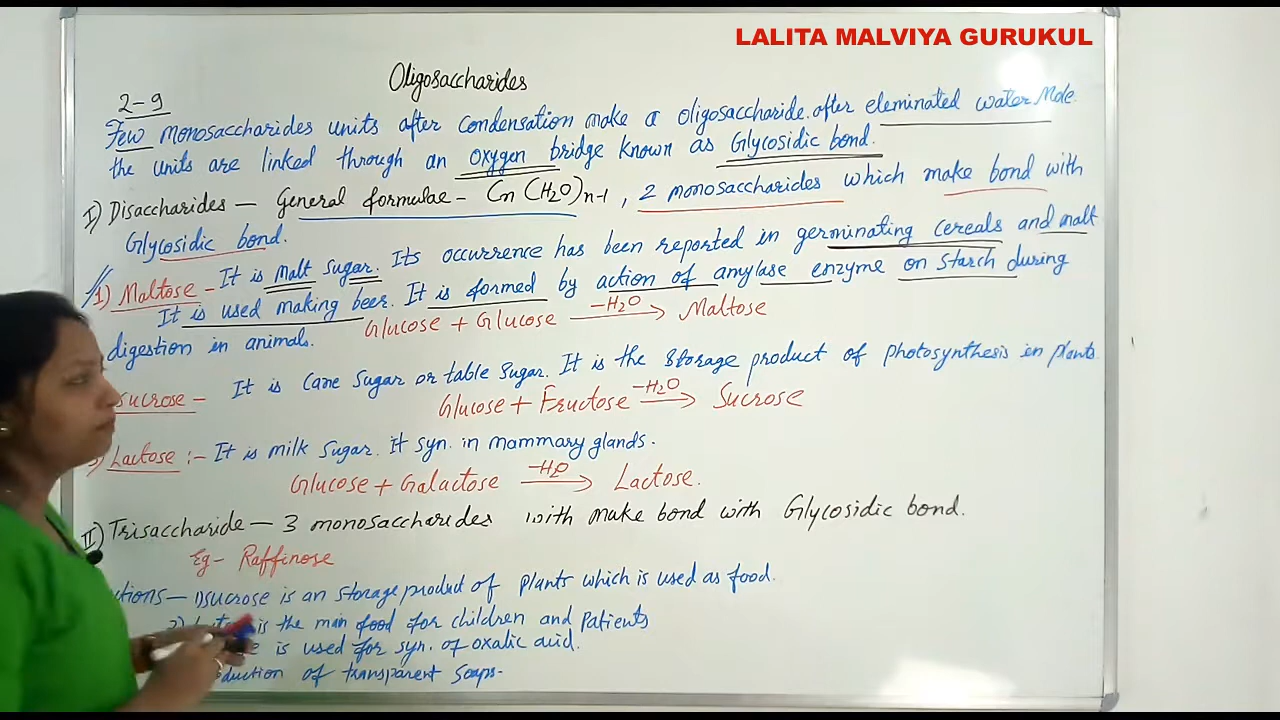 LALITA MALVIYA GURUKUL
Oligosaccharides
2-9
Few monosaccharides units after condensation make a oligosaccharide after eleminated water Mole.
the units are linked through an oxygen bridge known as Glycosidic bond.
I) Disaccharides - General formulae - Cn (H2O)n-1, 2 monosaccharides which make bond with
Glycosidic bond.
1) Maltose - It is Malt Sugar. Its occurrence has been reported in germinating cereals and malt
It is used making beer. It is formed by action of amylase enzyme on starch during
digestion in animals.
Glucose + Glucose -H2O → Maltose
sucrose - It is Cane Sugar or table Sugar. It is the storage product of photosynthesis in plants.
Glucose + Fructose -H2O → Sucrose
3) Lactose :- It is milk Sugar. It syn. in mammary glands.
Glucose + Galactose -H2O → Lactose.
II) Trisaccharide - 3 monosaccharides with make bond with Glycosidic bond.
Eg- Raffinose
1) sucrose is an storage product of plants which is used as food.
is the main food for children and Patients
is used for syn. of oxalic acid.
of transparent Soaps-